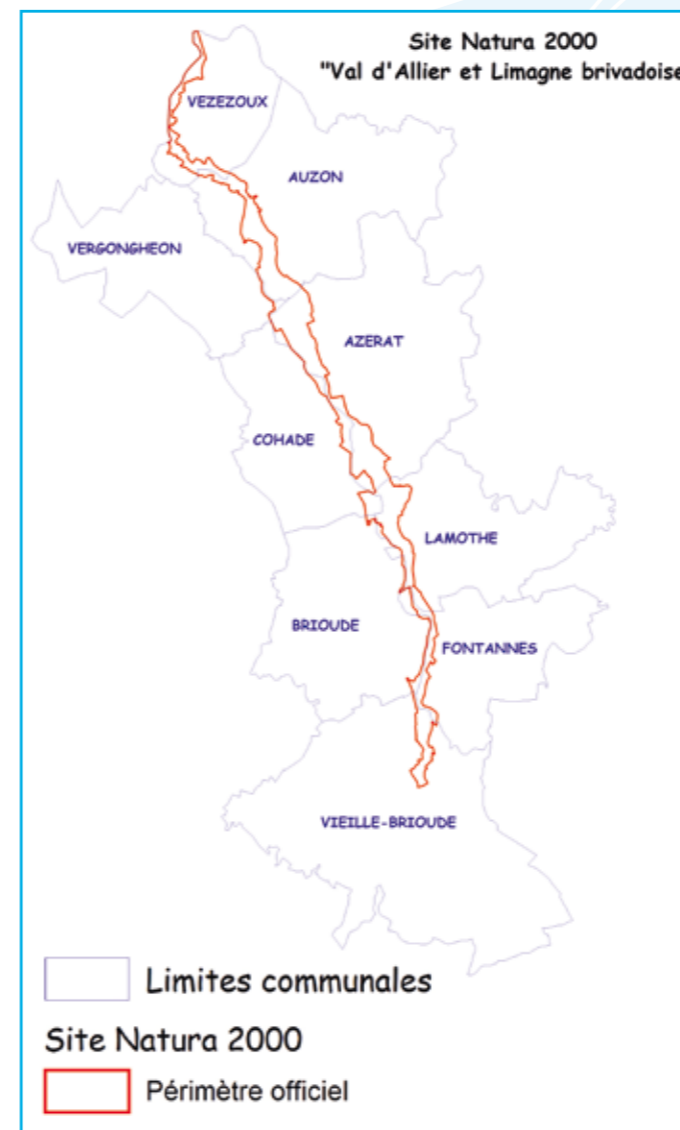 Site Natura 2000
"Val d'Allier et Limagne brivadoise
VEZEZOUX
AUZON
VERGONGHEON
AZERAT
COHADE
LAMOTHE
BRIOUDE
FONTANNES
VIEILLE-BRIOUDE
Limites communales
Site Natura 2000
Périmètre officiel